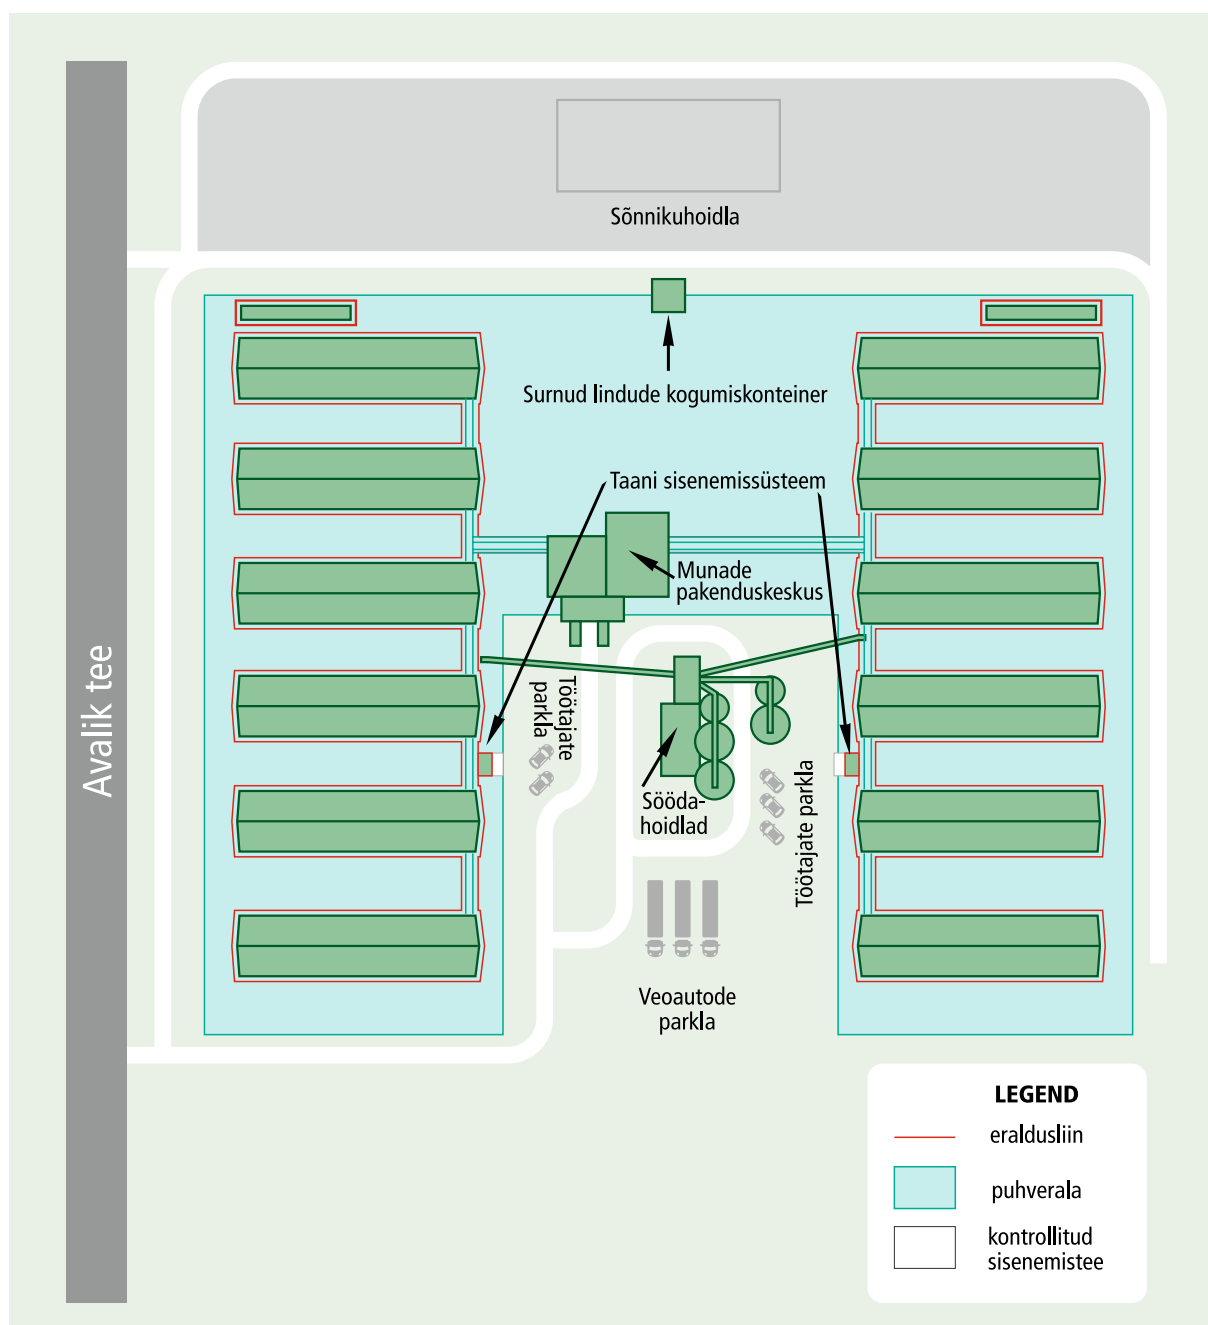 Sõnnikuhoidla
Surnud lindude kogumiskonteiner
Taani sisenemissüsteem
Munade
pakenduskeskus
Avalik tee
Töötajate
parkla
Sööda-
hoidlad
Töötajate parkla
Veoautode
parkla
LEGEND
eraldusliin
puhverala
kontrollitud
sisenemistee